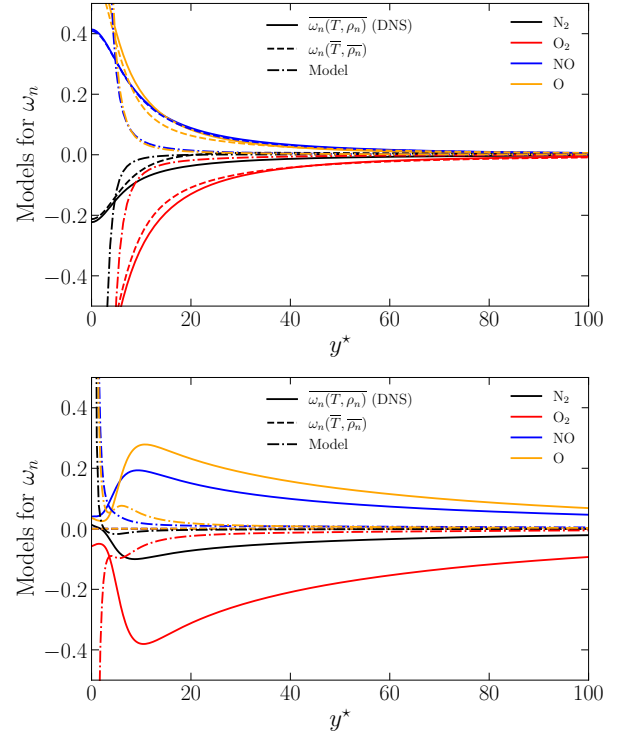 Models for ωₙ
0.4
0.2
0.0
−0.2
−0.4
0 20 40 60 80 100
y⋆
ωₙ(T, ρₙ) (DNS)
ωₙ(T̅, ρₙ)
Model
N₂
O₂
NO
O
Models for ωₙ
0.4
0.2
0.0
−0.2
−0.4
0 20 40 60 80 100
y⋆
ωₙ(T, ρₙ) (DNS)
ωₙ(T̅, ρₙ)
Model
N₂
O₂
NO
O